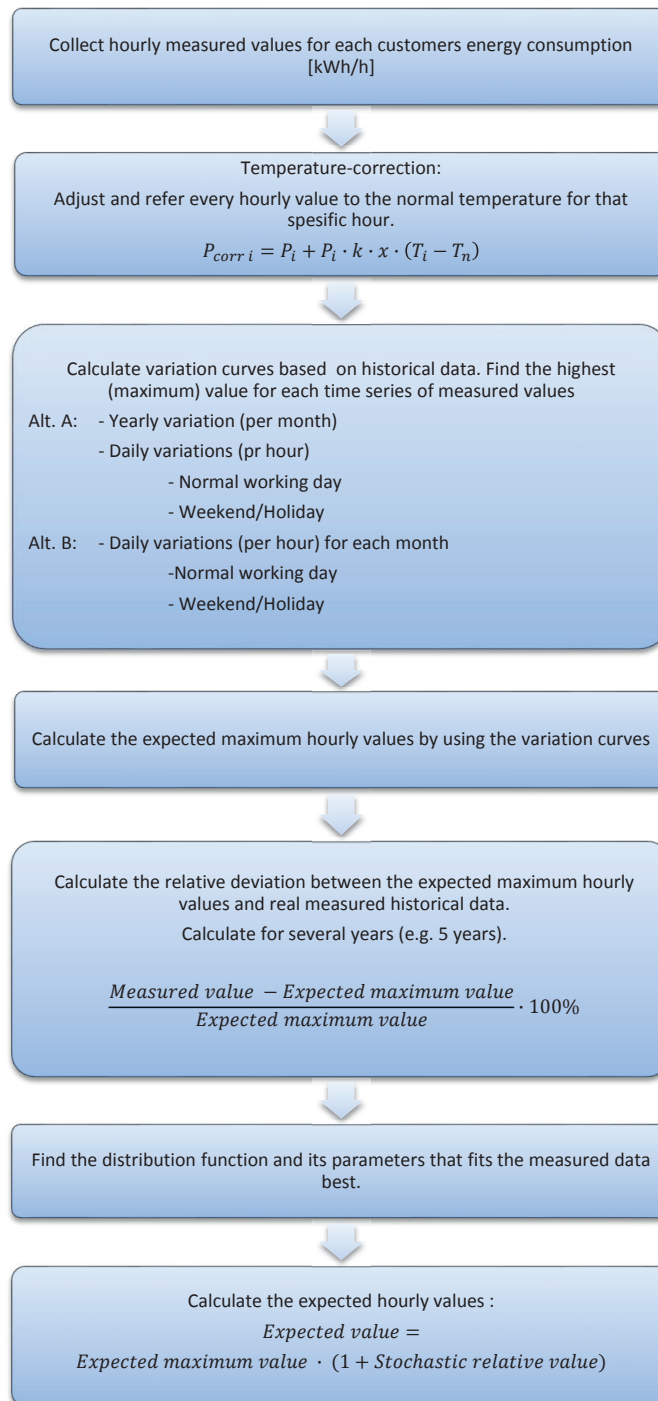 Collect hourly measured values for each customers energy consumption
[kWh/h]
Temperature-correction:
Adjust and refer every hourly value to the normal temperature for that
spesific hour.
P_{corr i} = P_i + P_i · k · x · (T_i − T_n)
Calculate variation curves based on historical data. Find the highest
(maximum) value for each time series of measured values
Alt. A: - Yearly variation (per month)
- Daily variations (pr hour)
- Normal working day
- Weekend/Holiday
Alt. B: - Daily variations (per hour) for each month
-Normal working day
- Weekend/Holiday
Calculate the expected maximum hourly values by using the variation curves
Calculate the relative deviation between the expected maximum hourly
values and real measured historical data.
Calculate for several years (e.g. 5 years).
Measured value − Expected maximum value
Expected maximum value · 100%
Find the distribution function and its parameters that fits the measured data
best.
Calculate the expected hourly values :
Expected value =
Expected maximum value · (1 + Stochastic relative value)